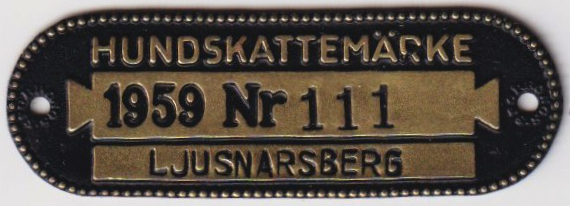 HUNDSKATTEMÄRKE
1959 Nr 111
LJUSNARSBERG